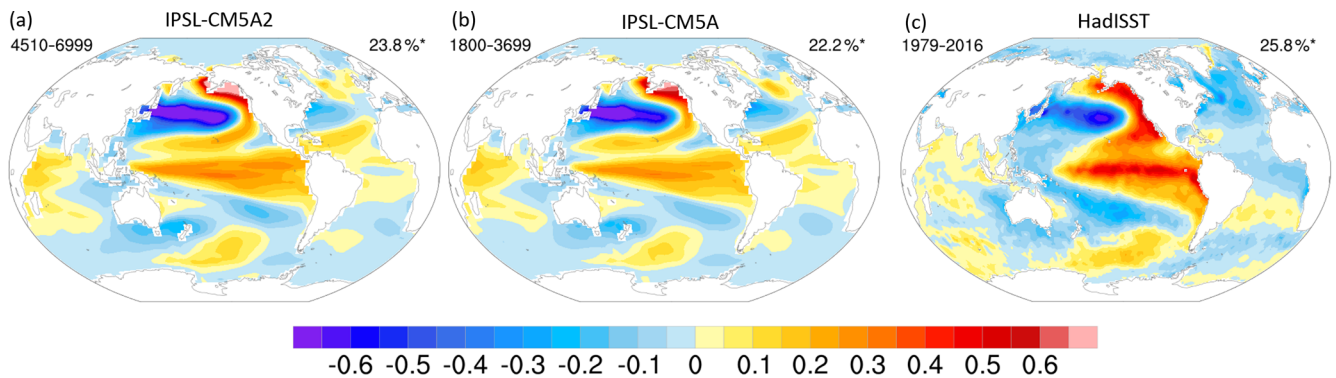 (a) IPSL-CM5A2
4510-6999 23.8%*
(b) IPSL-CM5A
1800-3699 22.2%*
(c) HadISST
1979-2016 25.8%*
-0.6 -0.5 -0.4 -0.3 -0.2 -0.1 0 0.1 0.2 0.3 0.4 0.5 0.6